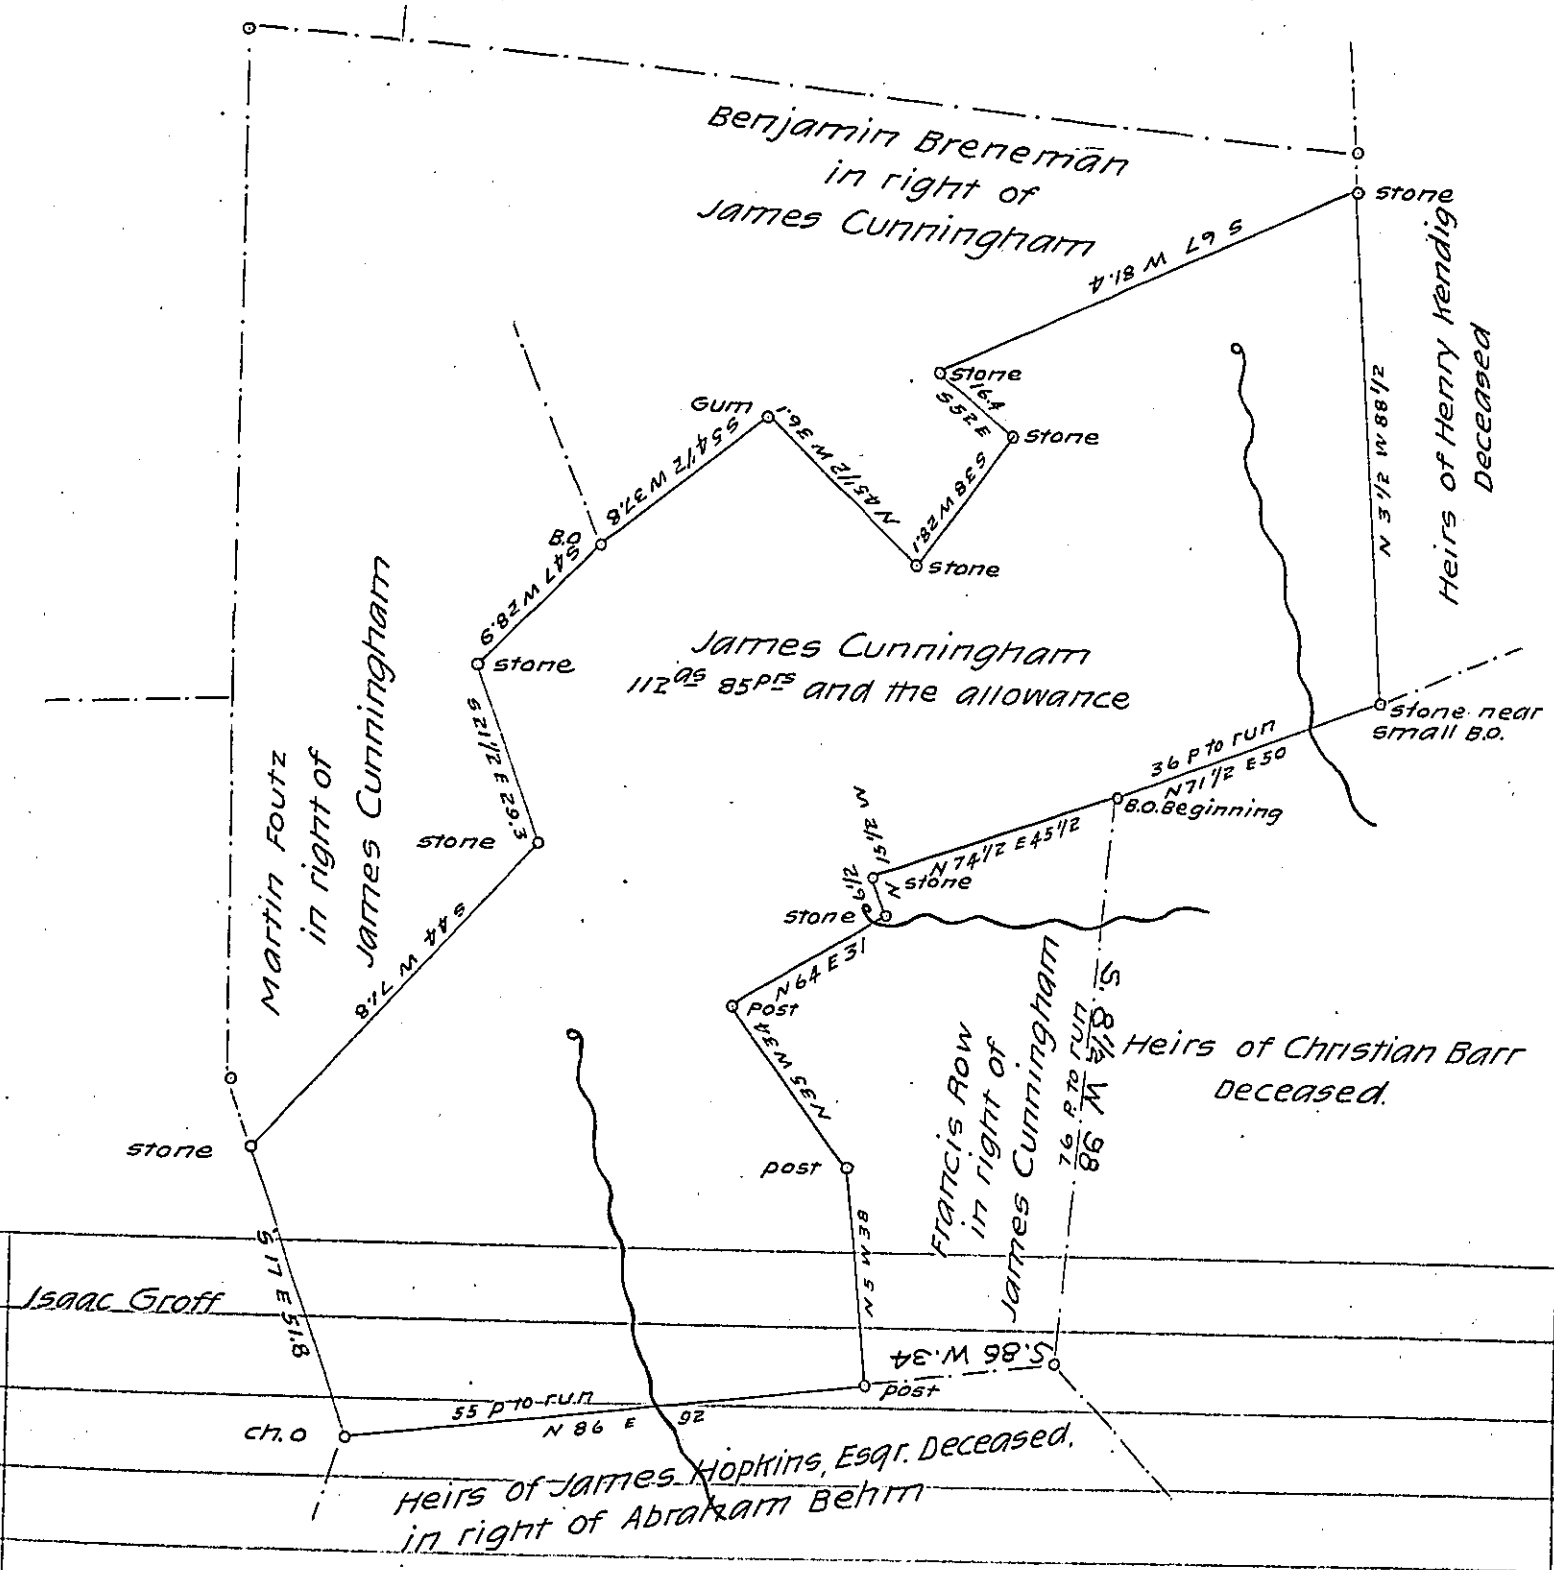 Benjamin Breneman
in right of
James Cunningham
stone
S 67 W 81.4
Heirs of Henry Kendig
Deceased
N 3 1/2 W 88 1/2
stone
16.4
S 52 E
stone
S 38 W 28.1
stone
Gum
N 45 1/2 W 36.1
S 54 1/2 W 37.8
B.O
S 47 W 28.9
stone
James Cunningham
112 as 85 prs and the allowance
stone near
small B.O.
36 P to run
N 71 1/2 E 50
B.O. Beginning
S 21 1/2 E 29.3
stone
Martin Foutz
in right of
James Cunningham
N 15 1/2 W
6 1/2
N 74 1/2 E 45 1/2
stone
stone
N 64 E 31
Post
S 44 W 71.8
N 35 W 34
Francis Row
in right of
James Cunningham
S. 8 1/2 W 98
76 P. to run
Heirs of Christian Barr
Deceased.
stone
post
N 5 W 38
Isaac Groff
S 17 E 51.8
S. 86 W. 34
post
55 p to run
N 86 E 92
ch. o
Heirs of James Hopkins, Esqr. Deceased.
in right of Abraham Behm